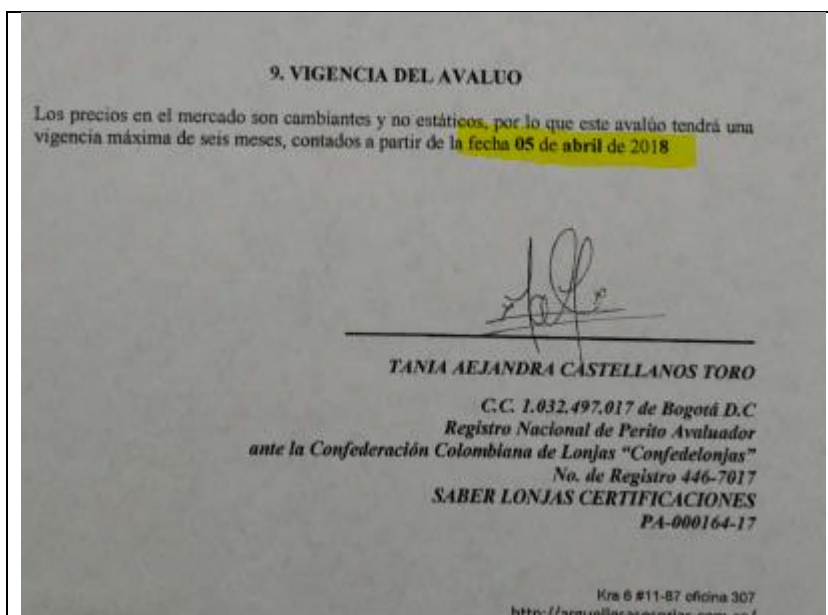 9. VIGENCIA DEL AVALUO
Los precios en el mercado son cambiantes y no estáticos, por lo que este avalúo tendrá una
vigencia máxima de seis meses, contados a partir de la fecha 05 de abril de 2018
TANIA AEJANDRA CASTELLANOS TORO
C.C. 1.032.497.017 de Bogotá D.C
Registro Nacional de Perito Avaluador
ante la Confederación Colombiana de Lonjas “Confedelonjas”
No. de Registro 446-7017
SABER LONJAS CERTIFICACIONES
PA-000164-17
Kra 6 #11-87 oficina 307